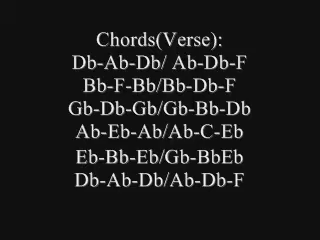 Chords(Verse):
Db-Ab-Db/ Ab-Db-F
Bb-F-Bb/Bb-Db-F
Gb-Db-Gb/Gb-Bb-Db
Ab-Eb-Ab/Ab-C-Eb
Eb-Bb-Eb/Gb-BbEb
Db-Ab-Db/Ab-Db-F